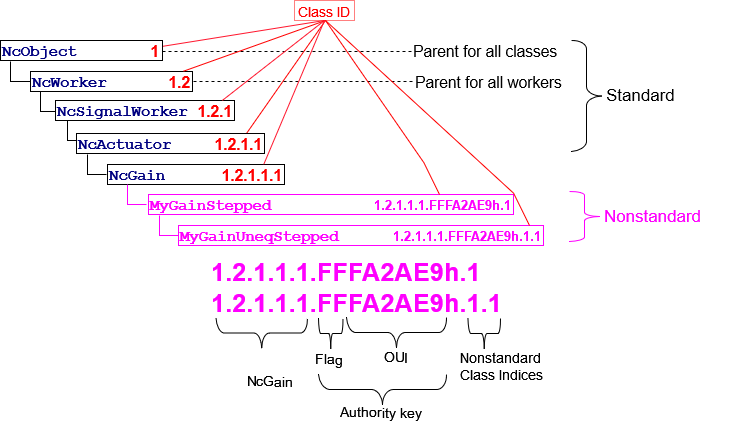 Class ID
NcObject 1
Parent for all classes
NcWorker 1.2
Parent for all workers
Standard
NcSignalWorker 1.2.1
NcActuator 1.2.1.1
NcGain 1.2.1.1.1
MyGainStepped 1.2.1.1.1.FFFA2AE9h.1
Nonstandard
MyGainUneqStepped 1.2.1.1.1.FFFA2AE9h.1.1
1.2.1.1.1.FFFA2AE9h.1
1.2.1.1.1.FFFA2AE9h.1.1
NcGain
Flag
OUI
Nonstandard
Class Indices
Authority key